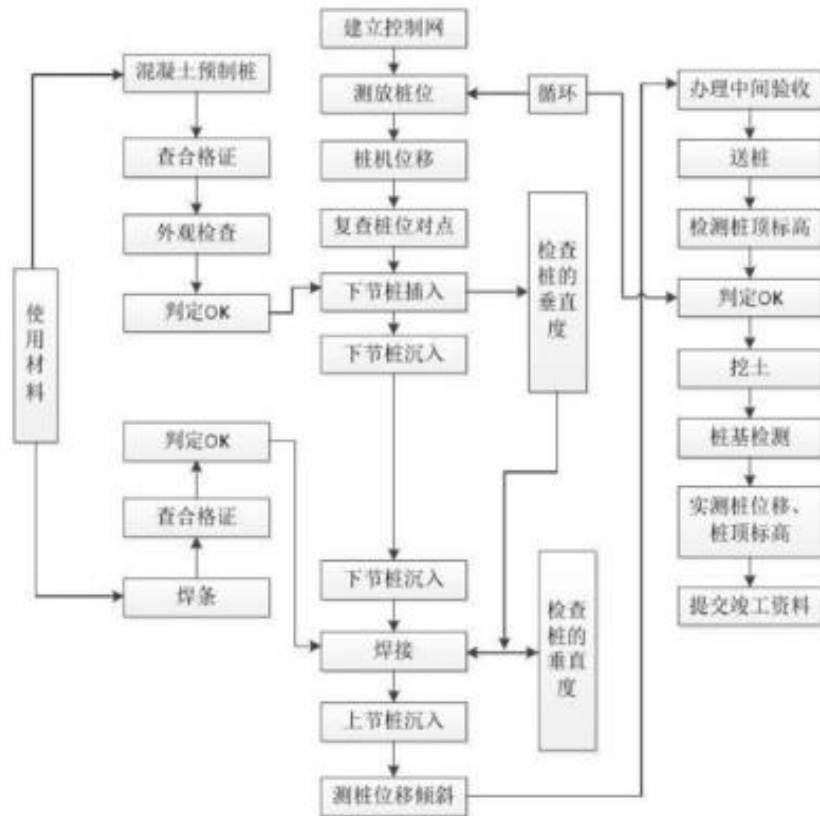 建立控制网
混凝土预制桩
测放桩位
循环
办理中间验收
查合格证
桩机位移
送桩
外观检查
复查桩位对点
检查
桩的
垂直
度
检测桩顶标高
使
用
材
料
判定OK
下节桩插入
判定OK
下节桩沉入
挖土
判定OK
桩基检测
查合格证
实测桩位移、
桩顶标高
焊条
下节桩沉入
检查
桩的
垂直
度
提交竣工资料
焊接
上节桩沉入
测桩位移倾斜